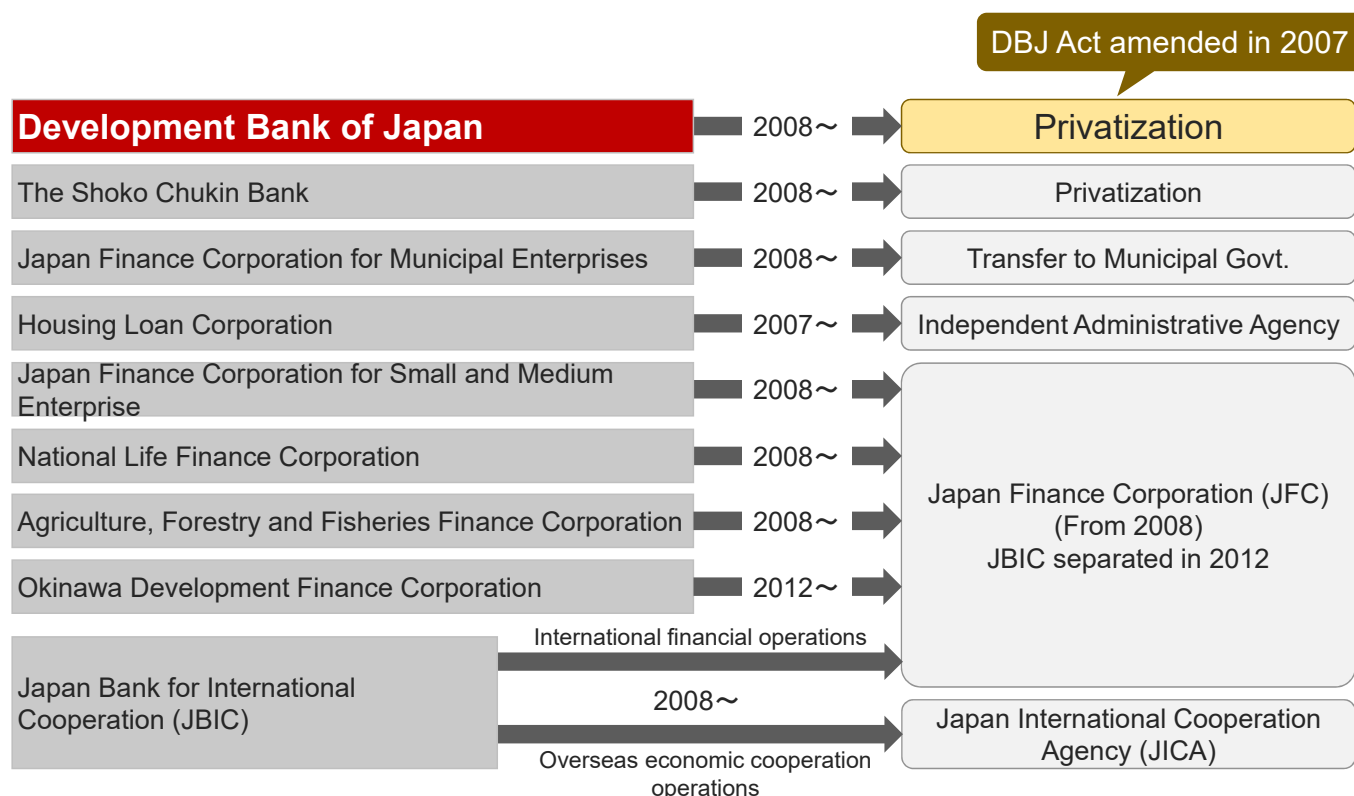 DBJ Act amended in 2007
Development Bank of Japan
2008～
Privatization
The Shoko Chukin Bank
2008～
Privatization
Japan Finance Corporation for Municipal Enterprises
2008～
Transfer to Municipal Govt.
Housing Loan Corporation
2007～
Independent Administrative Agency
Japan Finance Corporation for Small and Medium
Enterprise
2008～
National Life Finance Corporation
2008～
Agriculture, Forestry and Fisheries Finance Corporation
2008～
Okinawa Development Finance Corporation
2012～
Japan Finance Corporation (JFC)
(From 2008)
JBIC separated in 2012
Japan Bank for International
Cooperation (JBIC)
International financial operations
2008～
Overseas economic cooperation
operations
Japan International Cooperation
Agency (JICA)